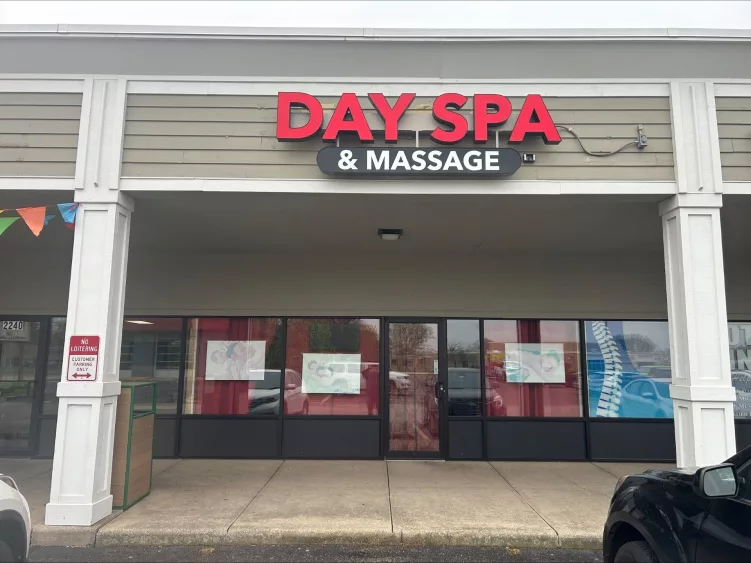 DAY SPA
& MASSAGE
2240
NO
LOITERING
CUSTOMER
PARKING
ONLY